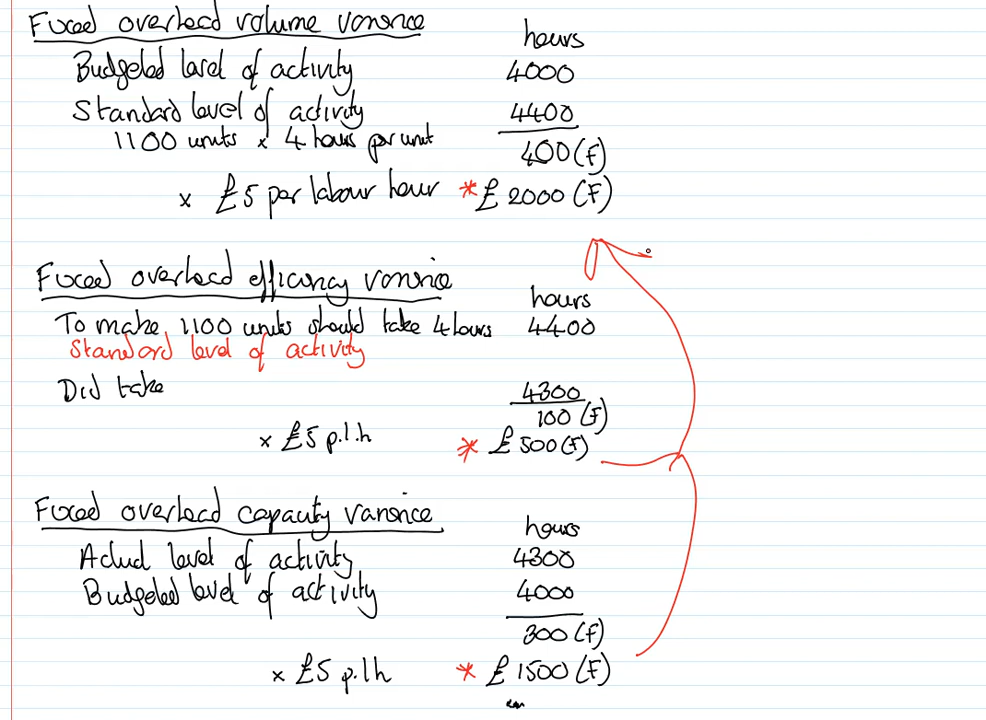 Fixed overhead volume variance
hours
Budgeted level of activity 4000
Standard level of activity 4400
1100 units x 4 hours per unit
400 (F)
x £5 per labour hour * £2000 (F)
Fixed overhead efficiency variance
hours
To make 1100 units should take 4 hours 4400
Standard level of activity
Did take 4300
100 (F)
x £5 p.l.h * £500 (F)
Fixed overhead capacity variance
hours
Actual level of activity 4300
Budgeted level of activity 4000
300 (F)
x £5 p.l.h * £1500 (F)